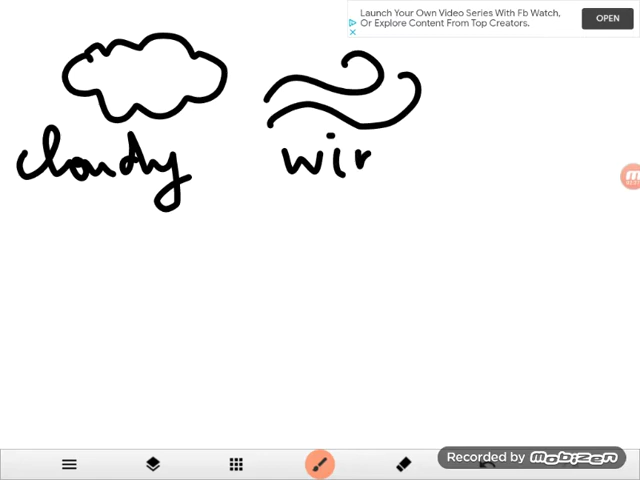 Launch Your Own Video Series With Fb Watch,
Or Explore Content From Top Creators.
OPEN
cloudy
wir
Recorded by mobizen